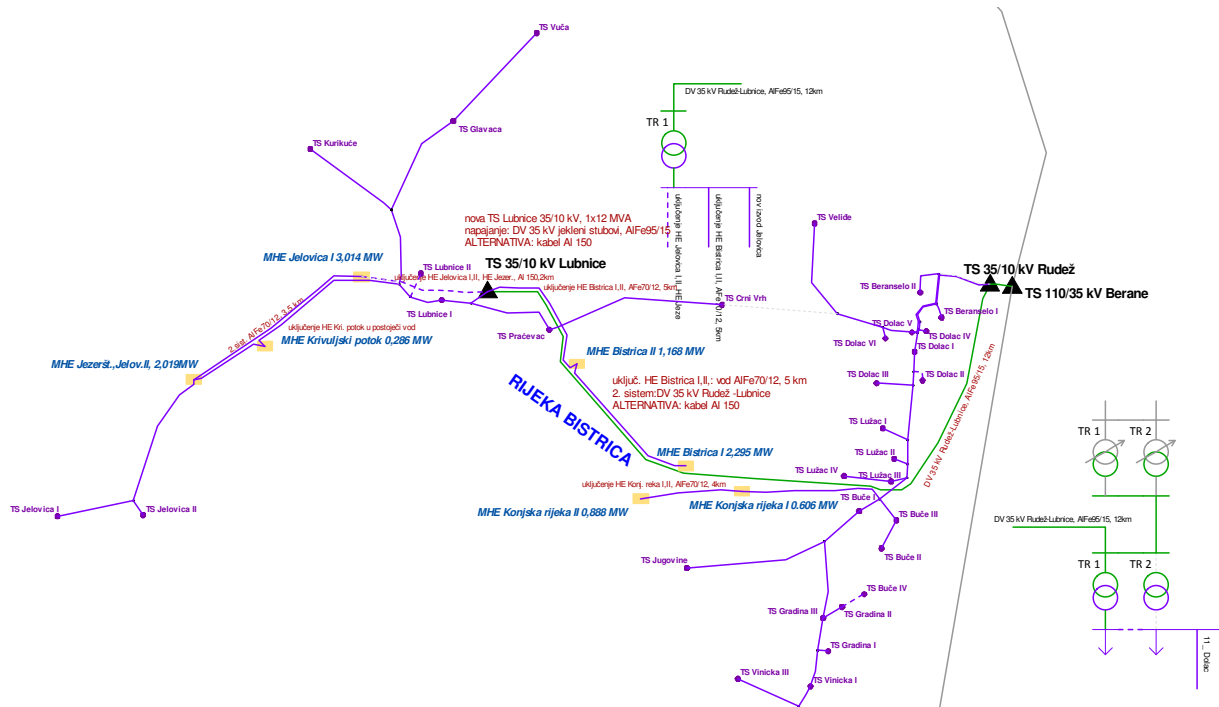 TS Vuča
DV 35 kV Rudež-Lubnice, AlFe95/15, 12km
TR 1
TS Glavaca
TS Kurikuće
uključenje HE Jelovica I,II, HEJeze
uključenje HE Bistrica I,II, AlFe70/12, 5km
novi izvod Jelovica
nova TS Lubnice 35/10 kV, 1x12 MVA
napajanje: DV 35 kV jekleni stubovi, AlFe95/15
ALTERNATIVA: kabel Al 150
TS Velide
MHE Jelovica I 3,014 MW
TS Lubnice II
TS 35/10 kV Lubnice
uključenje HE Jelovica I,II, HE Jezer., Al 150,2km
uključenje HE Bistrica I,II, AlFe70/12, 5km
TS 35/10 kV Rudež
TS 110/35 kV Berane
TS Beranselo II
TS Beranselo I
TS Crni Vrh
TS Lubnice I
2.sist. AlFe70/12, 3,5 km
uključenje HE Kri. potok u postoječi vod
MHE Krivuljski potok 0,286 MW
TS Praćevac
TS Dolac V
TS Dolac IV
TS Dolac VI
TS Dolac I
MHE Jezeršt.,Jelov.II, 2,019MW
MHE Bistrica II 1,168 MW
TS Dolac III
TS Dolac II
uključ. HE Bistrica I,II,: vod AlFe70/12, 5 km
2. sistem:DV 35 kV Rudež -Lubnice
ALTERNATIVA: kabel Al 150
RIJEKA BISTRICA
DV 35 kV Rudež-Lubnice, AlFe95/15, 12km
TS Lužac I
TR 1
TR 2
MHE Bistrica I 2,295 MW
TS Lužac II
TS Lužac IV
TS Lužac III
uključenje HE Konj. reka I,II, AlFe70/12, 4km
MHE Konjska rijeka II 0,888 MW
MHE Konjska rijeka I 0.606 MW
TS Buče I
TS Jelovica I
TS Jelovica II
TS Buče III
DV 35 kV Rudež-Lubnice, AlFe95/15, 12km
TS Buče II
TS Jugovine
TR 1
TR 2
TS Buče IV
TS Gradina III
TS Gradina II
TS Gradina I
11_ Dolac
TS Vinicka III
TS Vinicka I